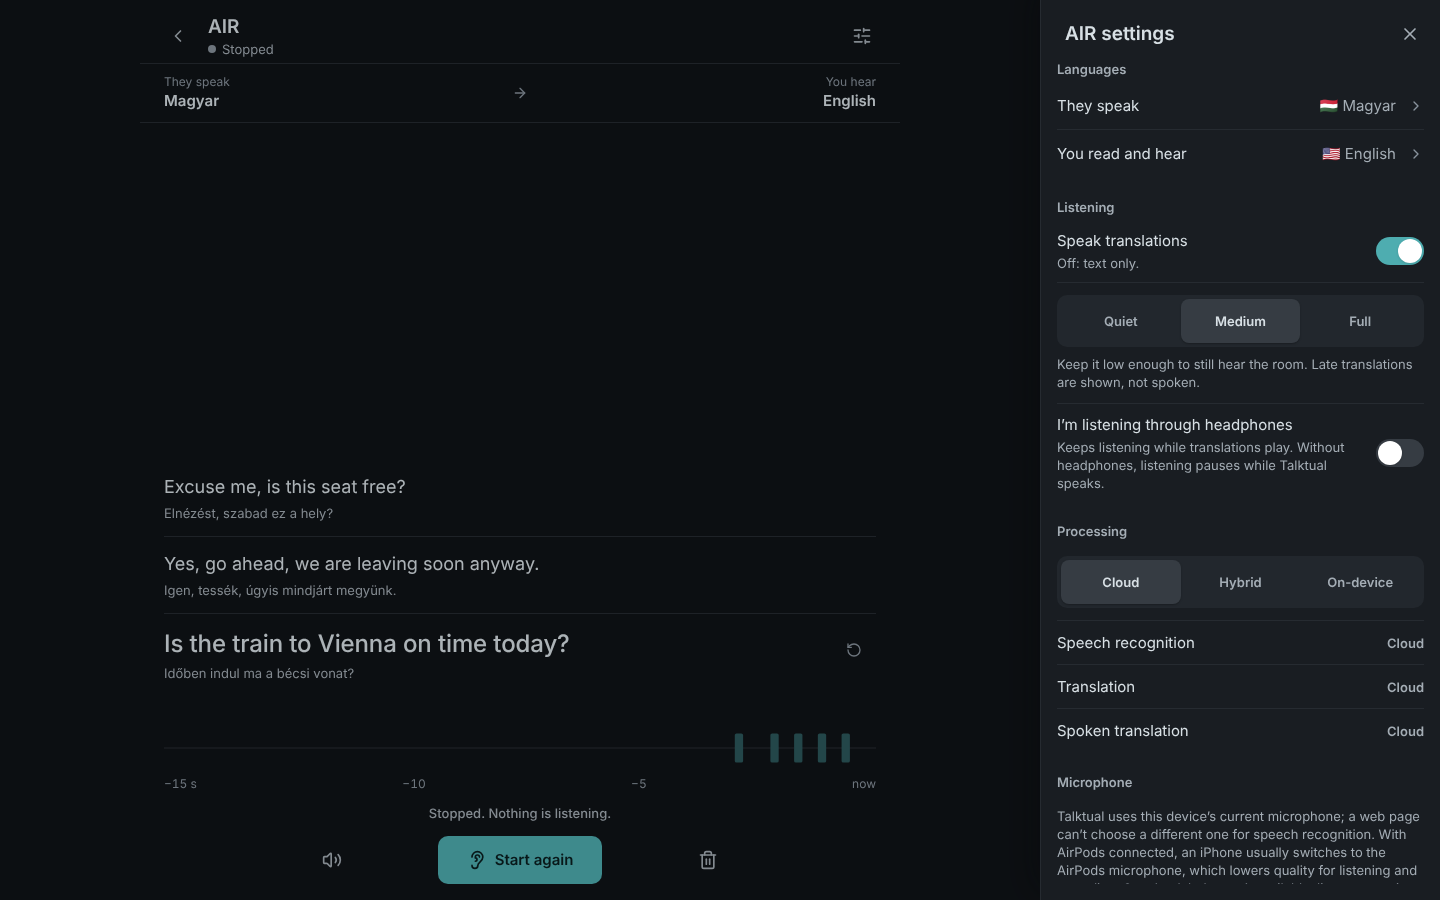 AIR
Stopped
They speak
Magyar
You hear
English
Excuse me, is this seat free?
Elnézést, szabad ez a hely?
Yes, go ahead, we are leaving soon anyway.
Igen, tessék, úgyis mindjárt megyünk.
Is the train to Vienna on time today?
Időben indul ma a bécsi vonat?
−15 s
−10
−5
now
Stopped. Nothing is listening.
Start again
AIR settings
Languages
They speak
Magyar
You read and hear
English
Listening
Speak translations
Off: text only.
Quiet
Medium
Full
Keep it low enough to still hear the room. Late translations
are shown, not spoken.
I’m listening through headphones
Keeps listening while translations play. Without
headphones, listening pauses while Talktual
speaks.
Processing
Cloud
Hybrid
On-device
Speech recognition
Cloud
Translation
Cloud
Spoken translation
Cloud
Microphone
Talktual uses this device’s current microphone; a web page
can’t choose a different one for speech recognition. With
AirPods connected, an iPhone usually switches to the
AirPods microphone, which lowers quality for listening and